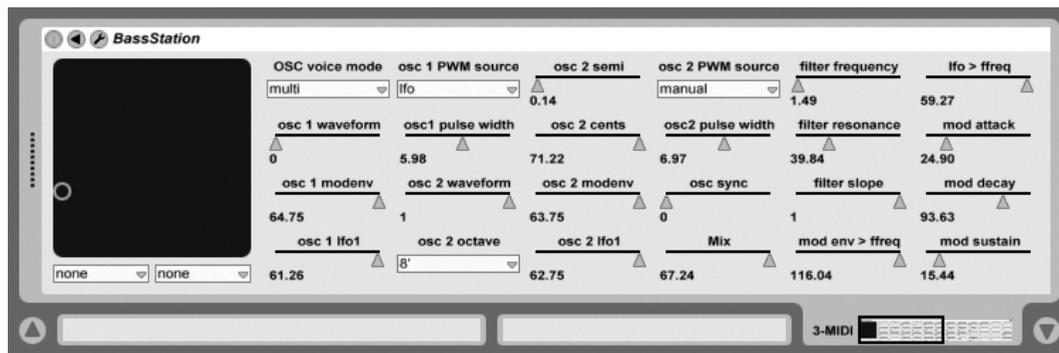 BassStation
OSC voice mode osc 1 PWM source osc 2 semi osc 2 PWM source filter frequency lfo > ffreq
multi lfo 0.14 manual 1.49 59.27
osc 1 waveform osc1 pulse width osc 2 cents osc2 pulse width filter resonance mod attack
0 5.98 71.22 6.97 39.84 24.90
osc 1 modenv osc 2 waveform osc 2 modenv osc sync filter slope mod decay
64.75 1 63.75 0 1 93.63
osc 1 lfo1 osc 2 octave osc 2 lfo1 Mix mod env > ffreq mod sustain
none none 61.26 8' 62.75 67.24 116.04 15.44
3-MIDI